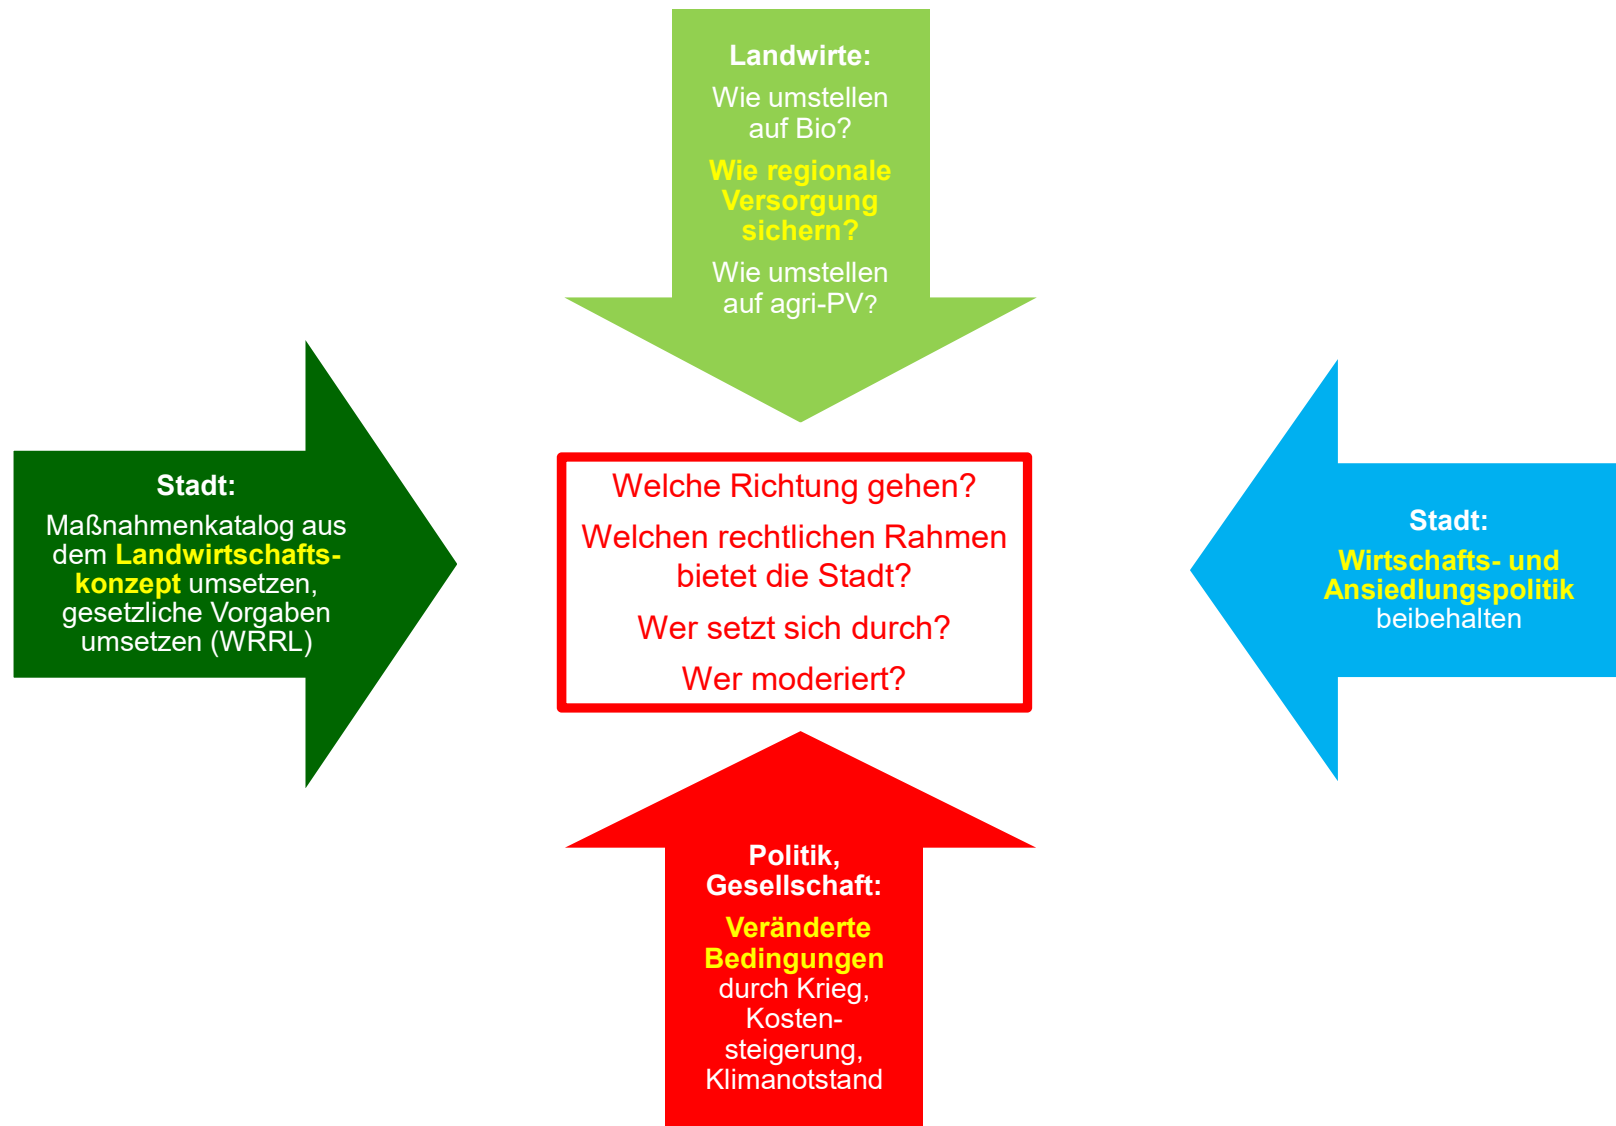 Landwirte:
Wie umstellen
auf Bio?
Wie regionale
Versorgung
sichern?
Wie umstellen
auf agri-PV?
Stadt:
Maßnahmenkatalog aus
dem Landwirtschafts-
konzept umsetzen,
gesetzliche Vorgaben
umsetzen (WRRL)
Welche Richtung gehen?
Welchen rechtlichen Rahmen
bietet die Stadt?
Wer setzt sich durch?
Wer moderiert?
Stadt:
Wirtschafts- und
Ansiedlungspolitik
beibehalten
Politik,
Gesellschaft:
Veränderte
Bedingungen
durch Krieg,
Kosten-
steigerung,
Klimanotstand